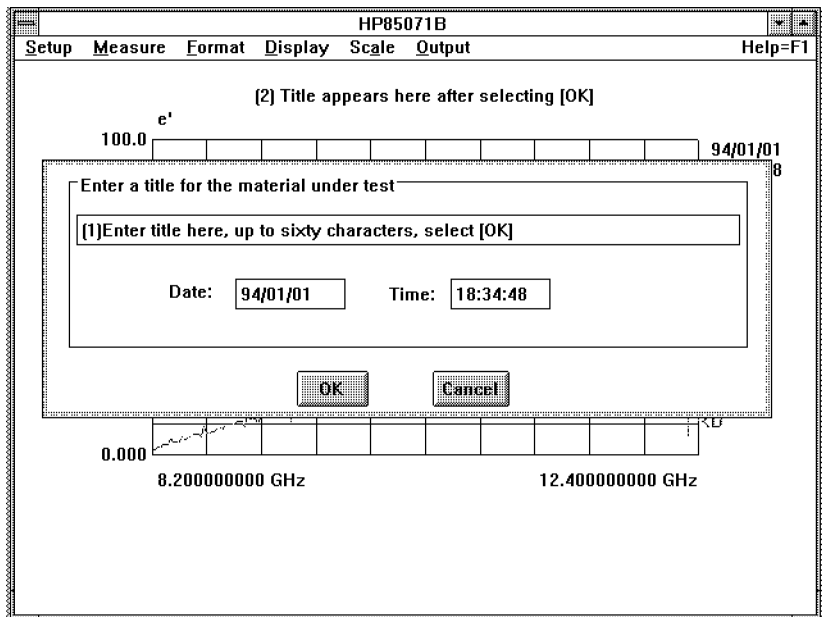 HP85071B
Setup Measure Format Display Scale Output Help=F1
(2) Title appears here after selecting [OK]
e'
100.0
94/01/01
8
Enter a title for the material under test
(1)Enter title here, up to sixty characters, select [OK]
Date: 94/01/01 Time: 18:34:48
OK Cancel
0.000
8.200000000 GHz 12.400000000 GHz